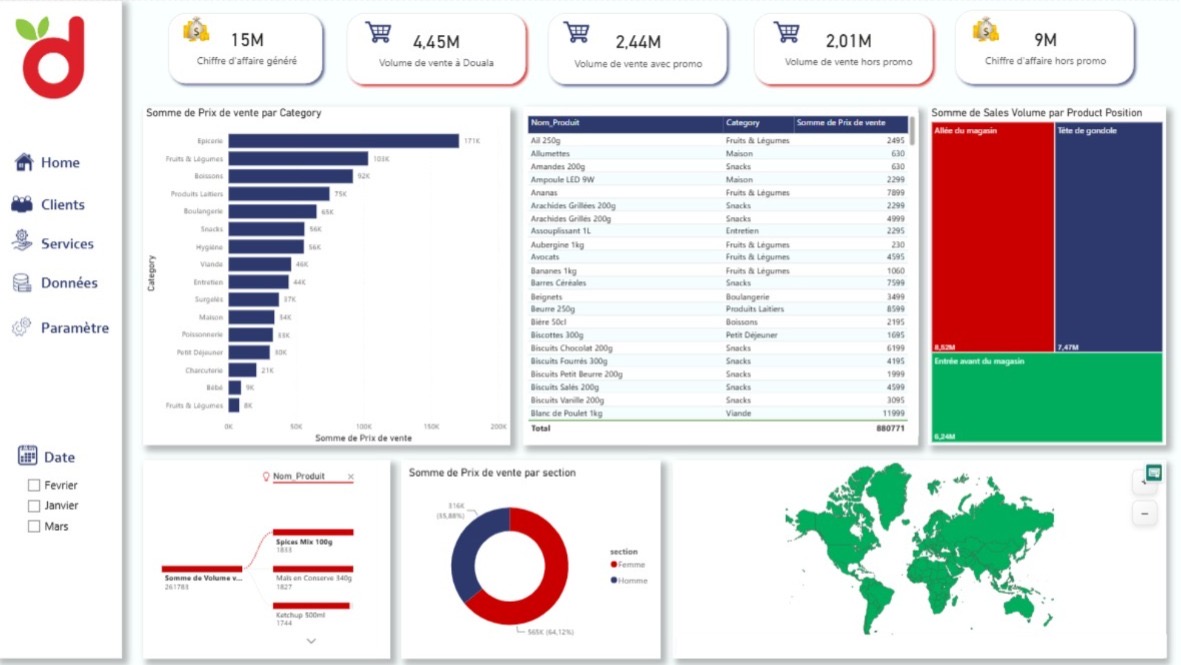 15M
Chiffre d'affaire généré
4,45M
Volume de vente à Douala
2,44M
Volume de vente avec promo
2,01M
Volume de vente hors promo
9M
Chiffre d'affaire hors promo
Home
Clients
Services
Données
Paramètre
Date
Fevrier
Janvier
Mars
Somme de Prix de vente par Category
Category
Epicerie 171K
Fruits & Légumes 103K
Boissons 92K
Produits Laitiers 75K
Boulangerie 65K
Snacks 56K
Hygiène 56K
Viande 46K
Entretien 44K
Surgelés 37K
Maison 34K
Poissonnerie 33K
Petit Déjeuner 30K
Charcuterie 21K
Bébé 9K
Fruits & Légumes 8K
0K 50K 100K 150K 200K
Somme de Prix de vente
Nom_Produit Category Somme de Prix de vente
Ail 250g Fruits & Légumes 2495
Allumettes Maison 630
Amandes 200g Snacks 630
Ampoule LED 9W Maison 2299
Ananas Fruits & Légumes 7899
Arachides Grillées 200g Snacks 2299
Arachides Grillés 200g Snacks 4999
Assouplissant 1L Entretien 2295
Aubergine 1kg Fruits & Légumes 230
Avocats Fruits & Légumes 4595
Bananes 1kg Fruits & Légumes 1060
Barres Céréales Snacks 7599
Beignets Boulangerie 3499
Beurre 250g Produits Laitiers 8599
Bière 50cl Boissons 2195
Biscottes 300g Petit Déjeuner 1695
Biscuits Chocolat 200g Snacks 6199
Biscuits Fourrés 300g Snacks 4195
Biscuits Petit Beurre 200g Snacks 1999
Biscuits Salés 200g Snacks 4599
Biscuits Vanille 200g Snacks 3095
Blanc de Poulet 1kg Viande 11999
Total 880771
Somme de Sales Volume par Product Position
Allée du magasin
8,52M
Tête de gondole
7,47M
Entrée avant du magasin
6,24M
Nom_Produit
Somme de Volume v...
261783
Spices Mix 100g
1833
Maïs en Conserve 340g
1827
Ketchup 500ml
1744
Somme de Prix de vente par section
316K
(35,88%)
565K (64,12%)
section
Femme
Homme